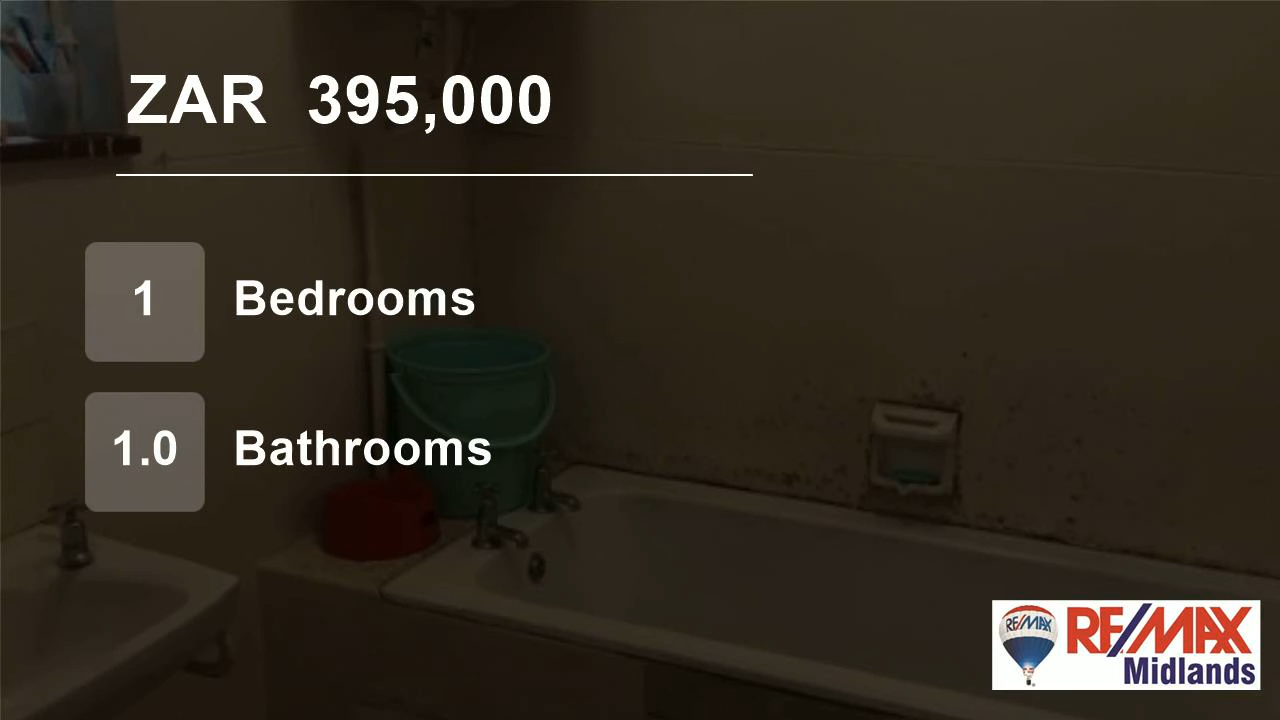 ZAR 395,000
1 Bedrooms
1.0 Bathrooms
RE/MAX
RE/MAX
Midlands